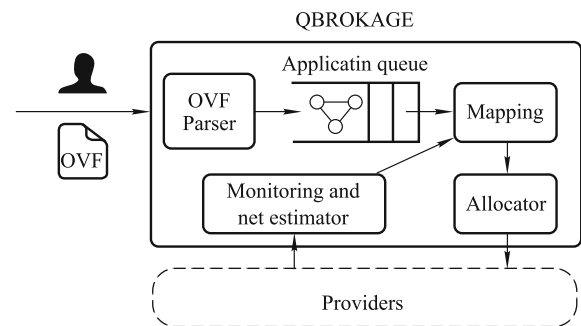 QBROKAGE
Applicatin queue
OVF
Parser
Mapping
OVF
Monitoring and
net estimator
Allocator
Providers